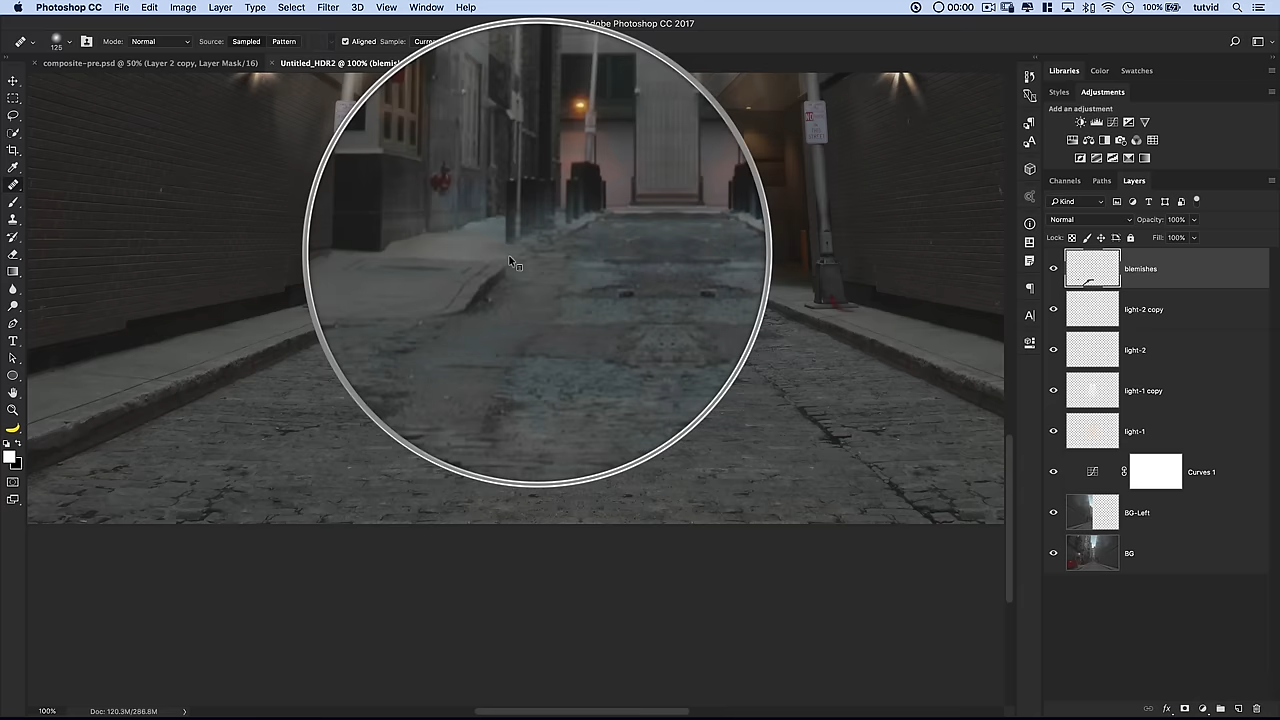 Photoshop CC File Edit Image Layer Type Select Filter 3D View Window Help 00:00 100% tutvid
Adobe Photoshop CC 2017
125 Mode: Normal Source: Sampled Pattern Aligned Sample: Curre
composite-pre.psd @ 50% (Layer 2 copy, Layer Mask/16) Untitled_HDR2 @ 100% (blemis
Libraries Color Swatches
Styles Adjustments
Add an adjustment
Channels Paths Layers
Kind
Normal Opacity: 100%
Lock: Fill: 100%
blemishes
light-2 copy
light-2
light-1 copy
light-1
Curves 1
BG-Left
BG
100% Doc: 120.3M/286.8M